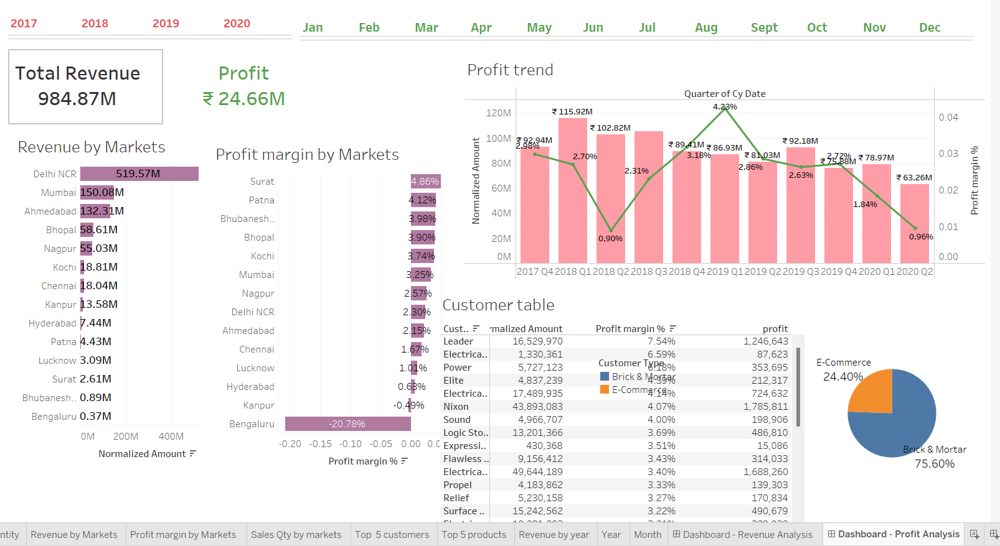 2017 2018 2019 2020
Jan Feb Mar Apr May Jun Jul Aug Sept Oct Nov Dec
Total Revenue
984.87M
Profit
₹ 24.66M
Revenue by Markets
Delhi NCR 519.57M
Mumbai 150.08M
Ahmedabad 132.31M
Bhopal 58.61M
Nagpur 55.03M
Kochi 18.81M
Chennai 18.04M
Kanpur 13.58M
Hyderabad 7.44M
Patna 4.43M
Lucknow 3.09M
Surat 2.61M
Bhubanesh.. 0.89M
Bengaluru 0.37M
0M 200M 400M
Normalized Amount
Profit margin by Markets
Surat 4.86%
Patna 4.12%
Bhubanesh.. 3.98%
Bhopal 3.90%
Kochi 3.74%
Mumbai 3.25%
Nagpur 2.57%
Delhi NCR 2.30%
Ahmedabad 2.15%
Chennai 1.67%
Lucknow 1.01%
Hyderabad 0.63%
Kanpur -0.49%
Bengaluru -20.78%
-0.20 -0.15 -0.10 -0.05 0.00 0.0
Profit margin %
Profit trend
Quarter of Cy Date
Normalized Amount
120M
100M
80M
60M
40M
20M
0M
₹ 92.94M ₹ 115.92M ₹ 102.82M ₹ 89.41M ₹ 86.93M ₹ 81.03M ₹ 92.18M ₹ 75.88M ₹ 78.97M ₹ 63.26M
2.98% 2.70% 0.90% 2.31% 3.18% 4.23% 2.86% 2.63% 2.72% 1.84% 0.96%
0.04
0.03
0.02
0.01
0.00
Profit margin %
2017 Q4 2018 Q1 2018 Q2 2018 Q3 2018 Q4 2019 Q1 2019 Q2 2019 Q3 2019 Q4 2020 Q1 2020 Q2
Customer table
Cust.. rmalized Amount Profit margin % profit
Leader 16,529,970 7.54% 1,246,643
Electrica.. 1,330,361 6.59% 87,623
Power 5,727,123 6.18% 353,695
Elite 4,837,239 4.39% 212,317
Electrica.. 17,489,935 4.14% 724,632
Nixon 43,893,083 4.07% 1,785,811
Sound 4,966,707 4.00% 198,906
Logic Sto.. 13,201,366 3.69% 486,810
Expressi.. 430,368 3.51% 15,086
Flawless .. 9,156,412 3.43% 314,033
Electrica.. 49,644,189 3.40% 1,688,260
Propel 4,183,862 3.33% 139,303
Relief 5,230,158 3.27% 170,834
Surface .. 15,242,562 3.22% 490,679
Customer Type
Brick & Mortar
E-Commerce
E-Commerce
24.40%
Brick & Mortar
75.60%
ntity Revenue by Markets Profit margin by Markets Sales Qty by markets Top 5 customers Top 5 products Revenue by year Year Month Dashboard - Revenue Analysis Dashboard - Profit Analysis